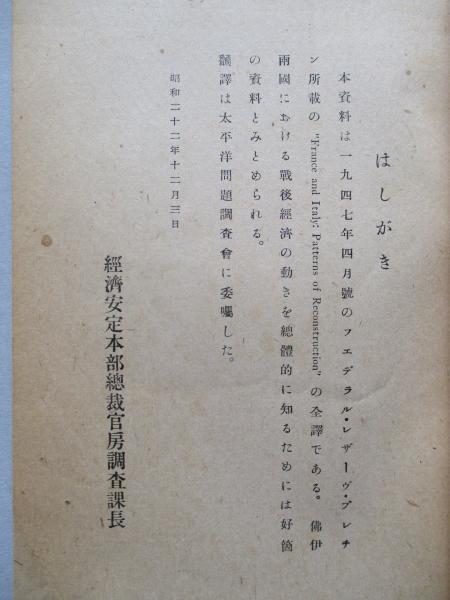 はしがき
本資料は一九四七年四月號のフエデラル・レザーヴ・ブレチ
ン所載の "France and Italy: Patterns of Reconstruction" の全譯である。佛伊
兩國における戰後經濟の動きを總體的に知るためには好箇
の資料とみとめられる。
飜譯は太平洋問題調査會に委囑した。
昭和二十二年十二月三日
經濟安定本部總裁官房調査課長